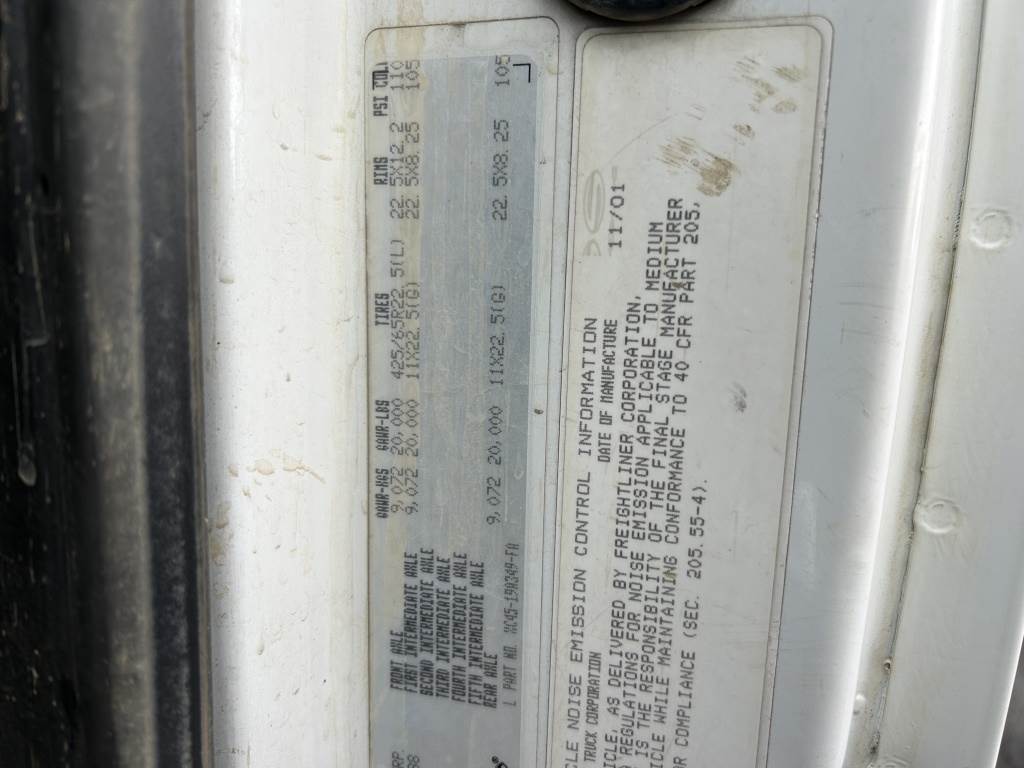 GAWR-KGS GAWR-LBS TIRES RIMS PSI COLD
FRONT AXLE 9,072 20,000 425/65R22.5(L) 22.5X12.2 110
FIRST INTERMEDIATE AXLE 9,072 20,000 11X22.5(G) 22.5X8.25 105
SECOND INTERMEDIATE AXLE
THIRD INTERMEDIATE AXLE
FOURTH INTERMEDIATE AXLE
FIFTH INTERMEDIATE AXLE
REAR AXLE 9,072 20,000 11X22.5(G) 22.5X8.25 105
L PART NO. XC45-19A349-FA
CLE NOISE EMISSION CONTROL INFORMATION 11/01
TRUCK CORPORATION DATE OF MANUFACTURE
ICLE, AS DELIVERED BY FREIGHTLINER CORPORATION,
REGULATIONS FOR NOISE EMISSION APPLICABLE TO MEDIUM
IS THE RESPONSIBILITY OF THE FINAL STAGE MANUFACTURER
ICLE WHILE MAINTAINING CONFORMANCE TO 40 CFR PART 205,
OR COMPLIANCE (SEC. 205.55-4).